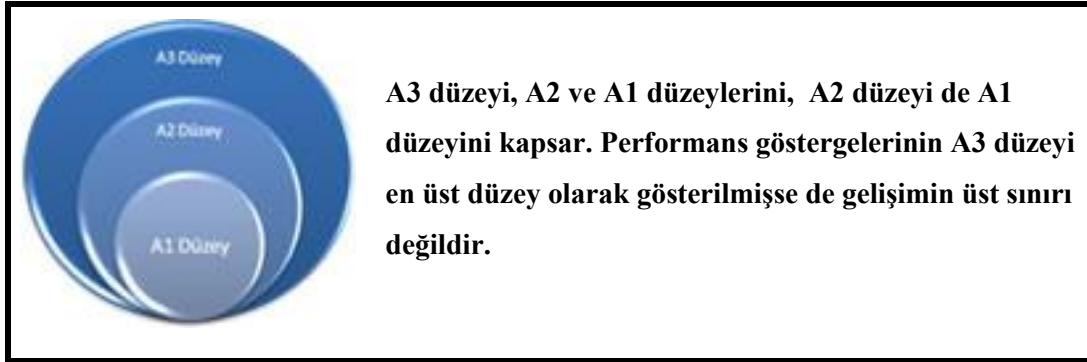 A3 Düzey
A2 Düzey
A1 Düzey
A3 düzeyi, A2 ve A1 düzeylerini, A2 düzeyi de A1
düzeyini kapsar. Performans göstergelerinin A3 düzeyi
en üst düzey olarak gösterilmişse de gelişimin üst sınırı
değildir.